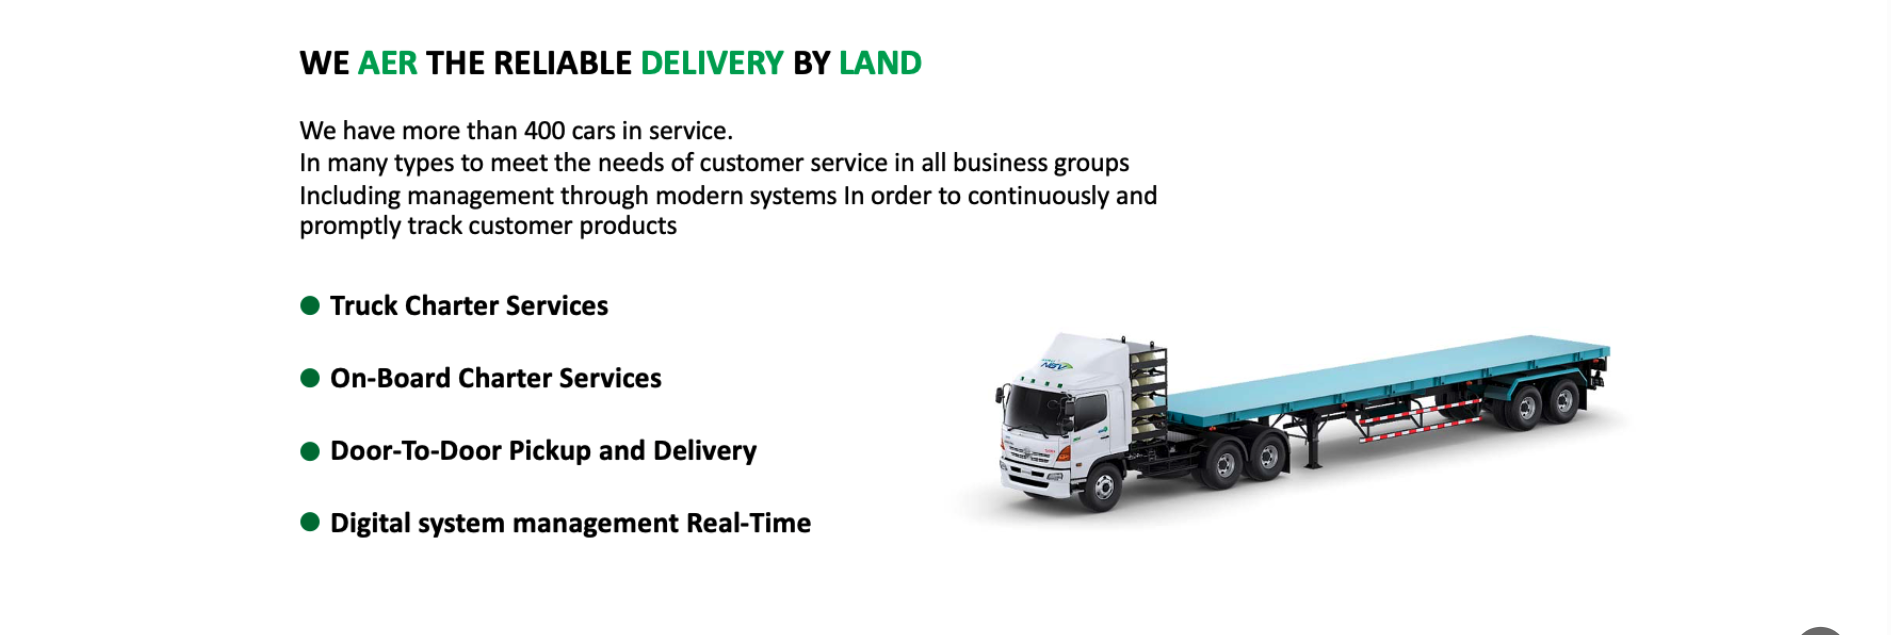 WE AER THE RELIABLE DELIVERY BY LAND
We have more than 400 cars in service.
In many types to meet the needs of customer service in all business groups
Including management through modern systems In order to continuously and
promptly track customer products
Truck Charter Services
On-Board Charter Services
Door-To-Door Pickup and Delivery
Digital system management Real-Time
NGV